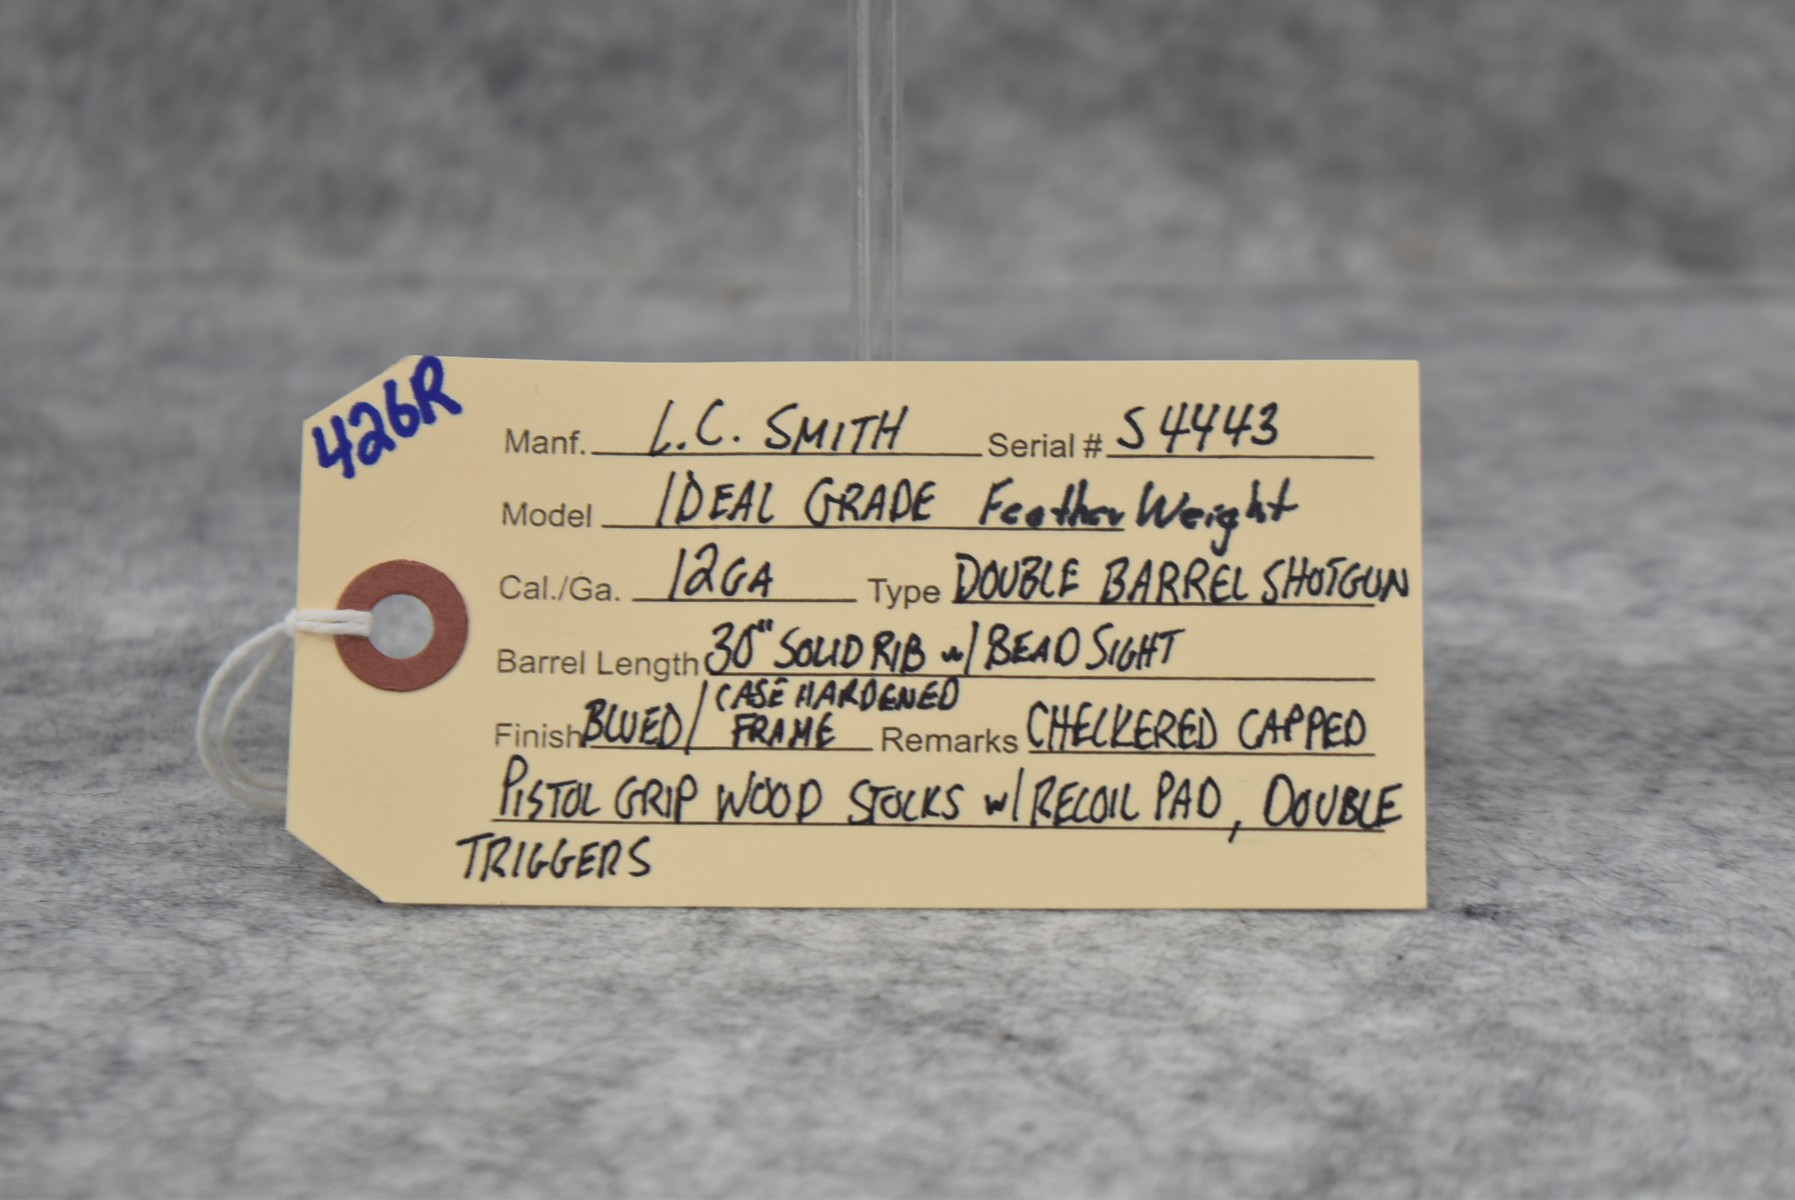 426R
Manf. L.C. SMITH Serial # S4443
Model IDEAL GRADE FeatherWeight
Cal./Ga. 12GA Type DOUBLE BARREL SHOTGUN
Barrel Length 30" SOLID RIB w/ BEAD SIGHT
Finish BLUED / CASE HARDENED FRAME Remarks CHECKERED CAPPED
PISTOL GRIP WOOD STOCKS w/ RECOIL PAD, DOUBLE
TRIGGERS